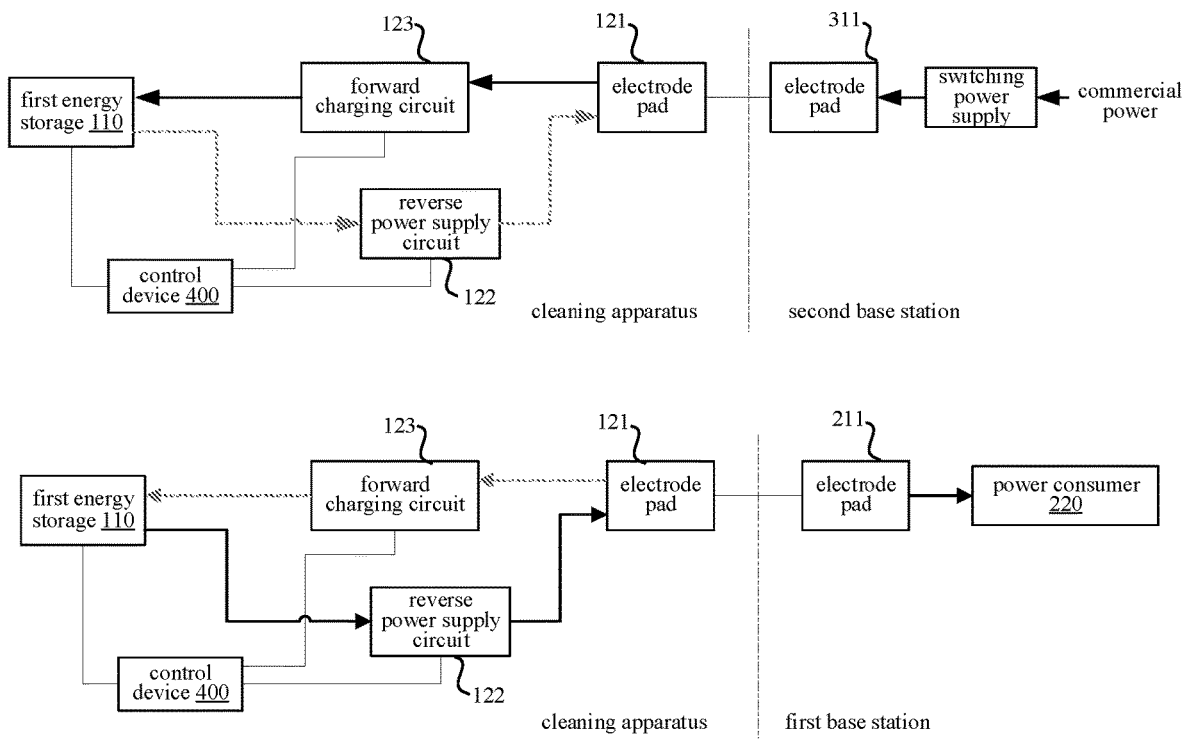 123
121
311
first energy
storage 110
forward
charging circuit
electrode
pad
electrode
pad
switching
power
supply
commercial
power
reverse
power supply
circuit
control
device 400
122
cleaning apparatus
second base station
123
121
211
first energy
storage 110
forward
charging circuit
electrode
pad
electrode
pad
power consumer
220
reverse
power supply
circuit
control
device 400
122
cleaning apparatus
first base station